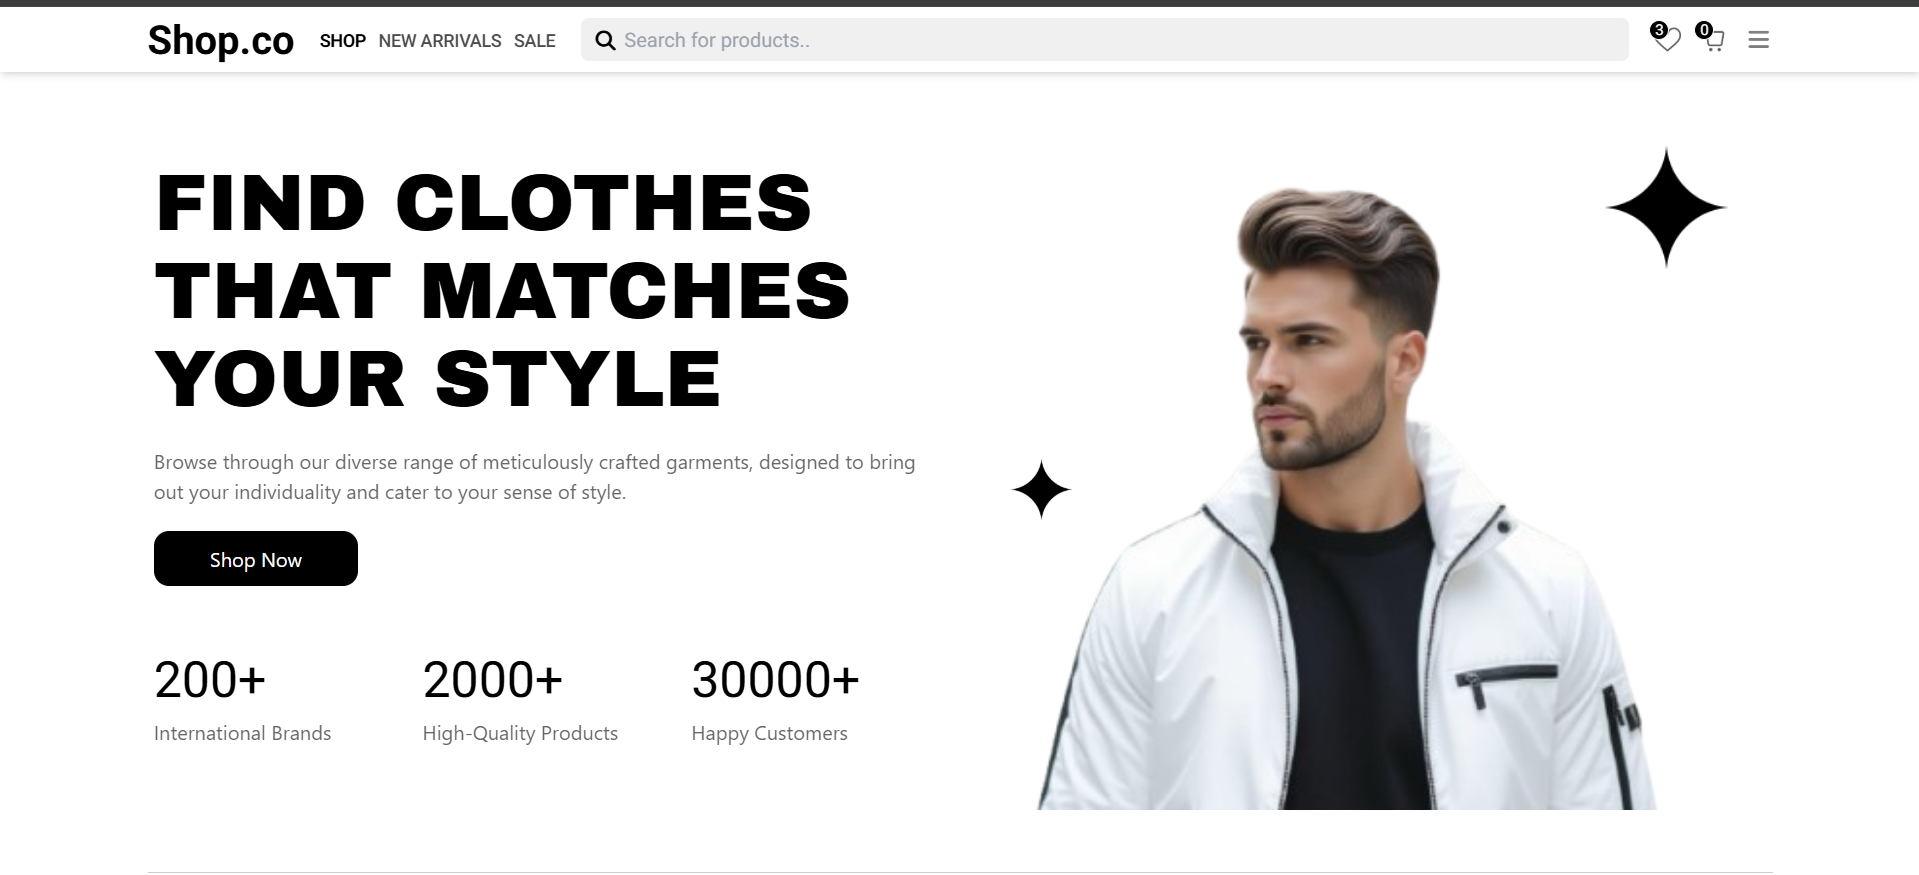 Shop.co
SHOP NEW ARRIVALS SALE
Search for products..
3
0
FIND CLOTHES
THAT MATCHES
YOUR STYLE
Browse through our diverse range of meticulously crafted garments, designed to bring
out your individuality and cater to your sense of style.
Shop Now
200+
International Brands
2000+
High-Quality Products
30000+
Happy Customers